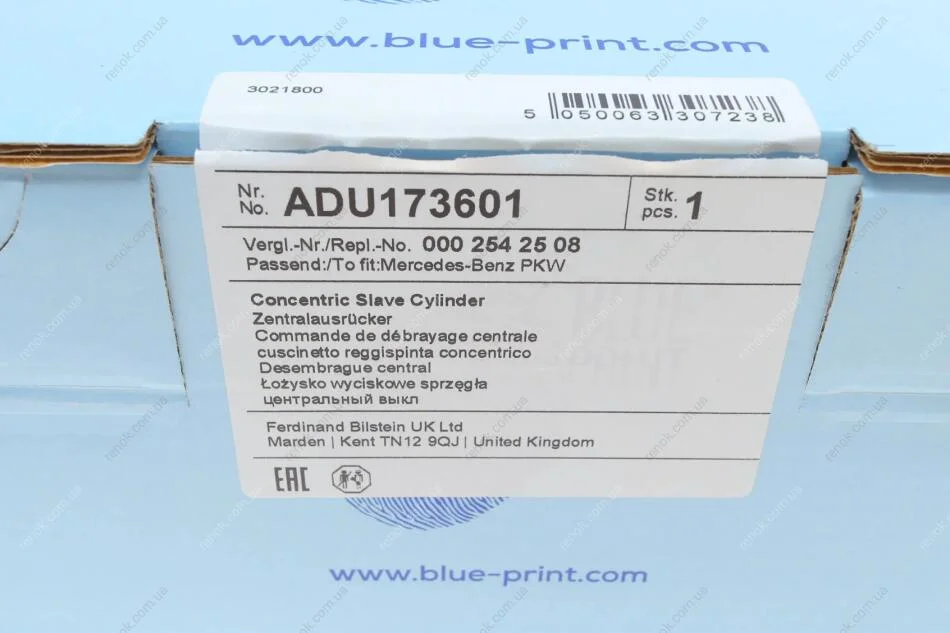 www.blue-print.com
3021800
5 050063 307238
Nr.
No. ADU173601
Stk.
pcs. 1
Vergl.-Nr./Repl.-No. 000 254 25 08
Passend:/To fit:Mercedes-Benz PKW
Concentric Slave Cylinder
Zentralausrücker
Commande de débrayage centrale
cuscinetto reggispinta concentrico
Desembrague central
Łożysko wyciskowe sprzęgła
центральный выкл
Ferdinand Bilstein UK Ltd
Marden | Kent TN12 9QJ | United Kingdom
EAC
www.blue-print.com
renok.com.ua